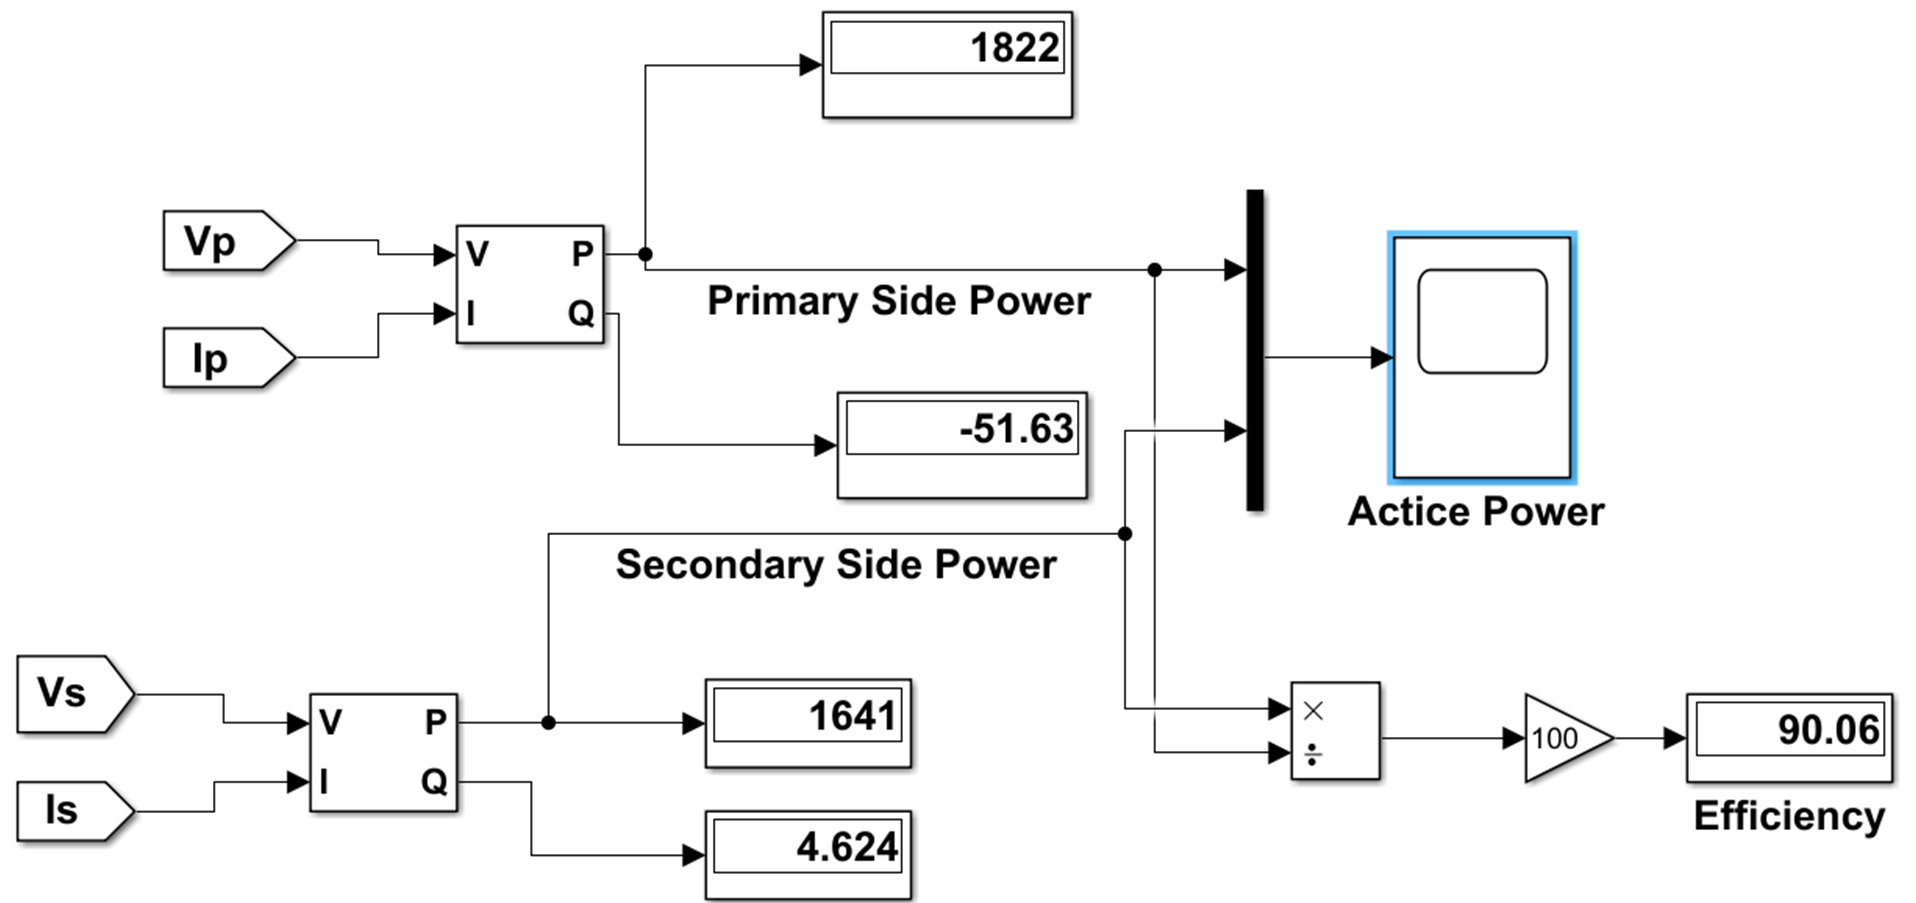 1822
Vp
V P
I Q
Ip
Primary Side Power
-51.63
Actice Power
Secondary Side Power
Vs
V P
I Q
Is
1641
4.624
×
÷
100
90.06
Efficiency